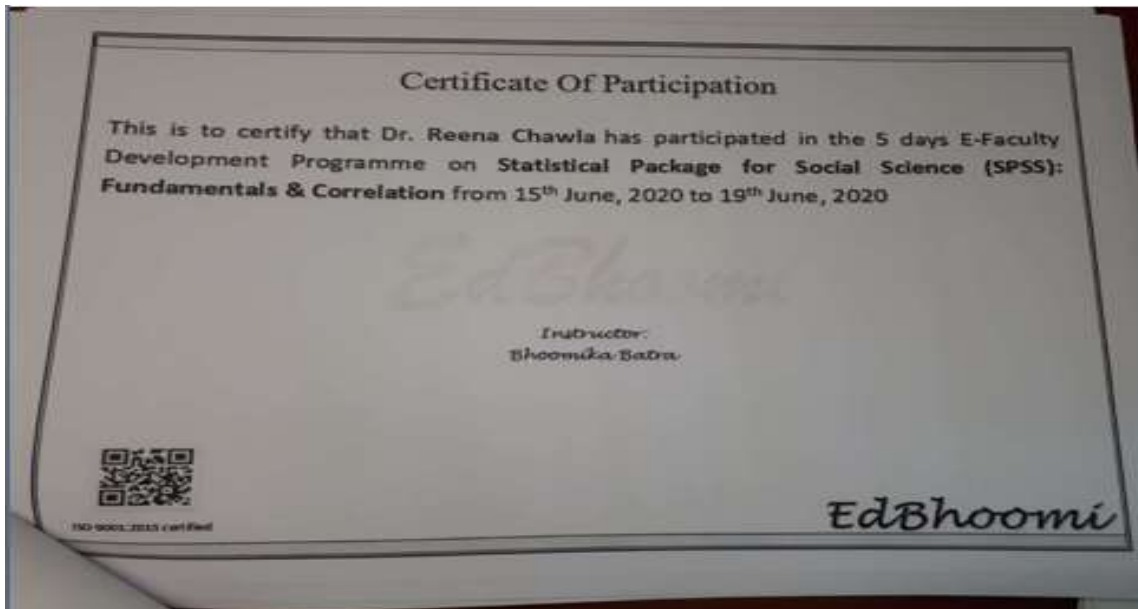 Certificate Of Participation
This is to certify that Dr. Reena Chawla has participated in the 5 days E-Faculty
Development Programme on Statistical Package for Social Science (SPSS):
Fundamentals & Correlation from 15th June, 2020 to 19th June, 2020
EdBhoomi
Instructor:
Bhoomika Batra
ISO 9001:2015 certified
EdBhoomi